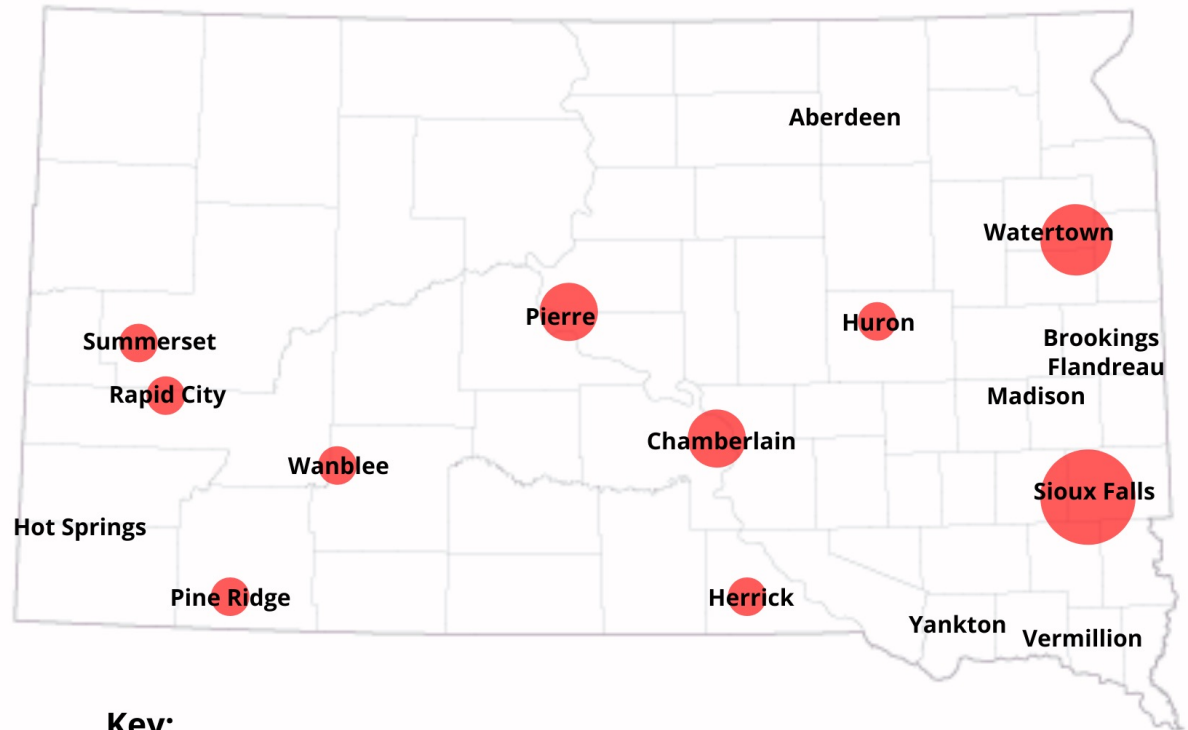 Aberdeen
Watertown
Pierre
Huron
Summerset
Brookings
Flandreau
Rapid City
Madison
Chamberlain
Wanblee
Sioux Falls
Hot Springs
Pine Ridge
Herrick
Yankton
Vermillion
Key: